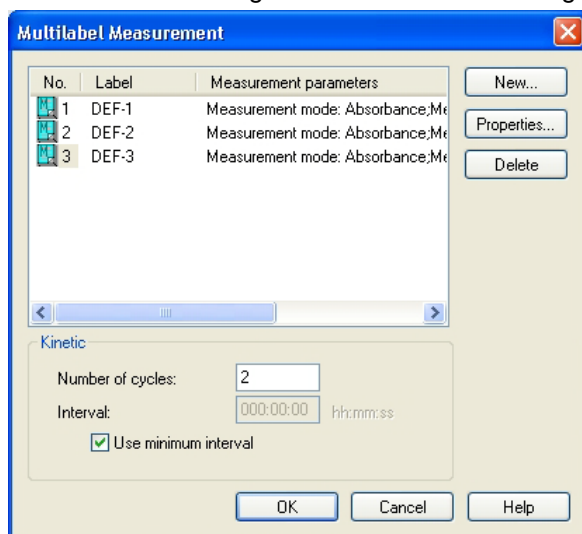 Multilabel Measurement
No. Label Measurement parameters
1 DEF-1 Measurement mode: Absorbance;Me
2 DEF-2 Measurement mode: Absorbance;Me
3 DEF-3 Measurement mode: Absorbance;Me
New...
Properties...
Delete
Kinetic
Number of cycles: 2
Interval: 000:00:00 hh:mm:ss
Use minimum interval
OK Cancel Help